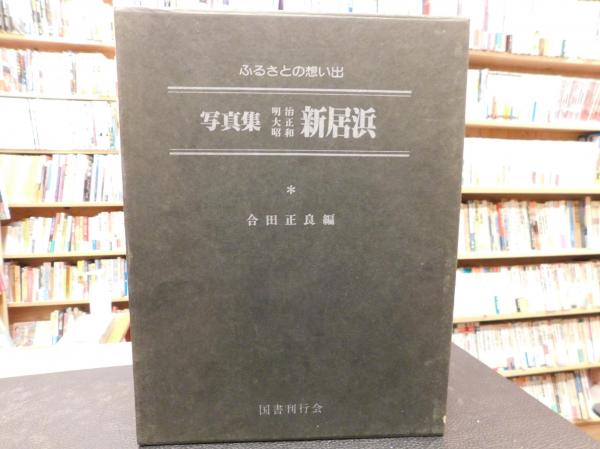 ふるさとの想い出
写真集 明治大正昭和 新居浜
*
合田正良編
国書刊行会